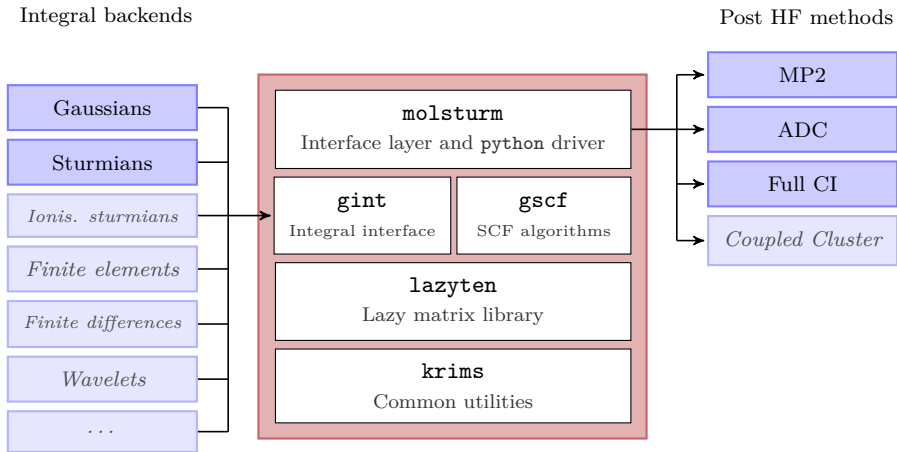 Integral backends
Gaussians
Sturmians
Ionis. sturmians
Finite elements
Finite differences
Wavelets
...
molsturm
Interface layer and python driver
gint
Integral interface
gscf
SCF algorithms
lazyten
Lazy matrix library
krims
Common utilities
Post HF methods
MP2
ADC
Full CI
Coupled Cluster